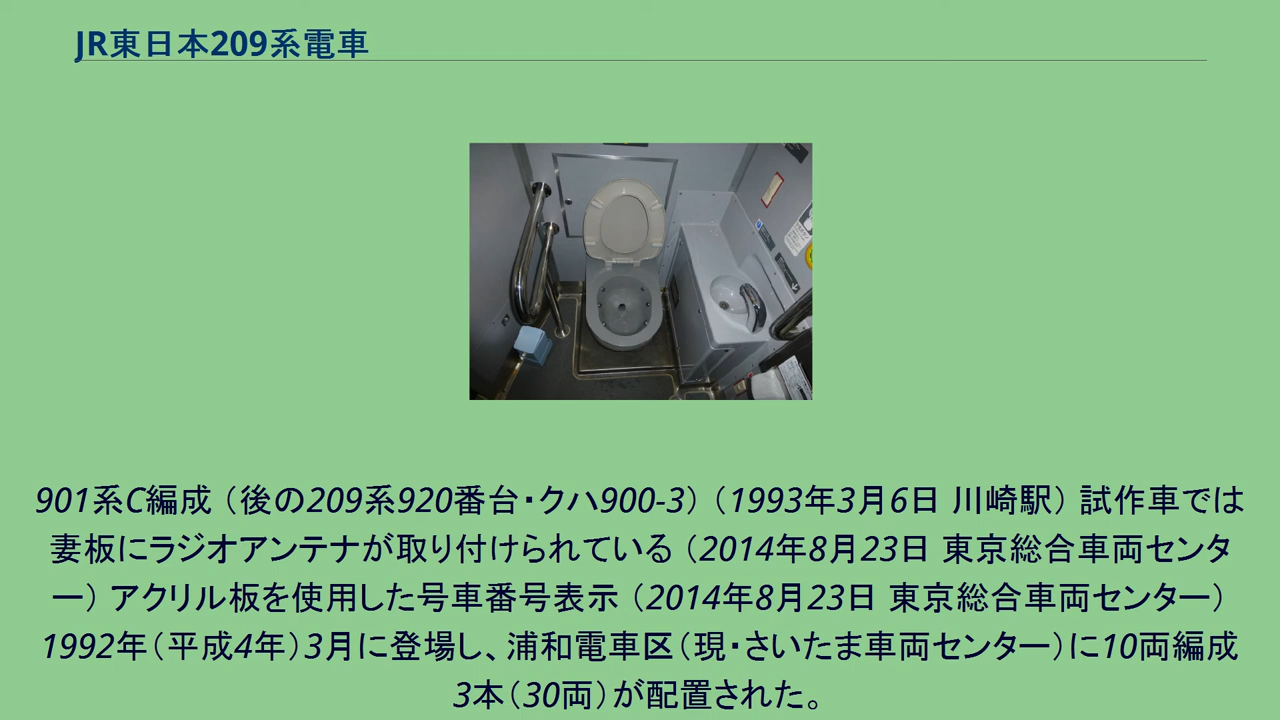 JR東日本209系電車
901系C編成（後の209系920番台・クハ900-3）（1993年3月6日 川崎駅）試作車では
妻板にラジオアンテナが取り付けられている（2014年8月23日 東京総合車両センタ
ー）アクリル板を使用した号車番号表示（2014年8月23日 東京総合車両センター）
1992年（平成4年）3月に登場し、浦和電車区（現・さいたま車両センター）に10両編成
3本（30両）が配置された。